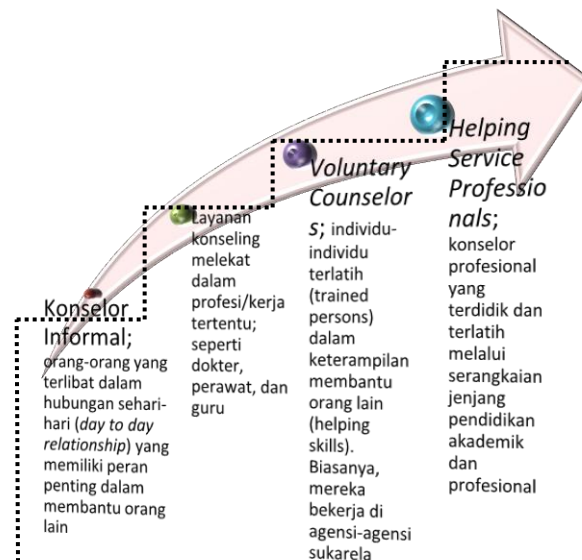 Konselor
Informal;
orang-orang yang
terlibat dalam
hubungan sehari-
hari (day to day
relationship) yang
memiliki peran
penting dalam
membantu orang
lain
Layanan
konseling
melekat
dalam
profesi/kerja
tertentu;
seperti
dokter,
perawat, dan
guru
Voluntary
Counselor
s; individu-
individu
terlatih
(trained
persons)
dalam
keterampilan
membantu
orang lain
(helping
skills).
Biasanya,
mereka
bekerja di
agensi-agensi
sukarela
Helping
Service
Professio
nals;
konselor
profesional
yang
terdidik dan
terlatih
melalui
serangkaian
jenjang
pendidikan
akademik
dan
profesional